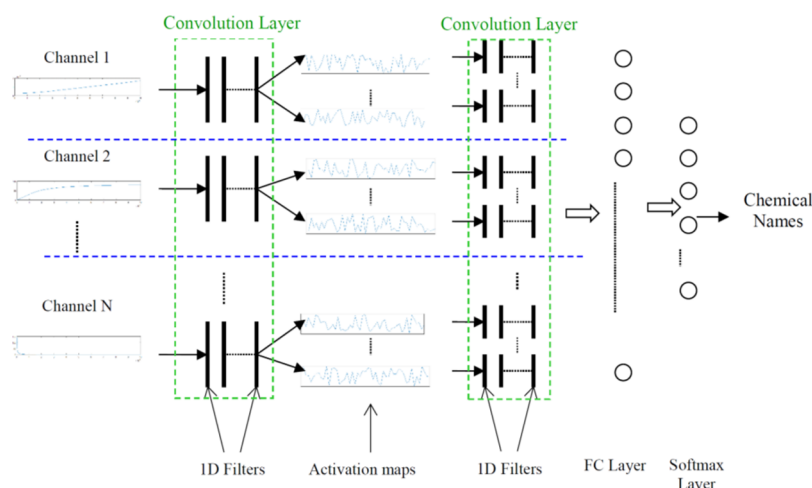 Convolution Layer
Convolution Layer
Channel 1
Channel 2
Chemical
Names
Channel N
1D Filters
Activation maps
1D Filters
FC Layer
Softmax
Layer